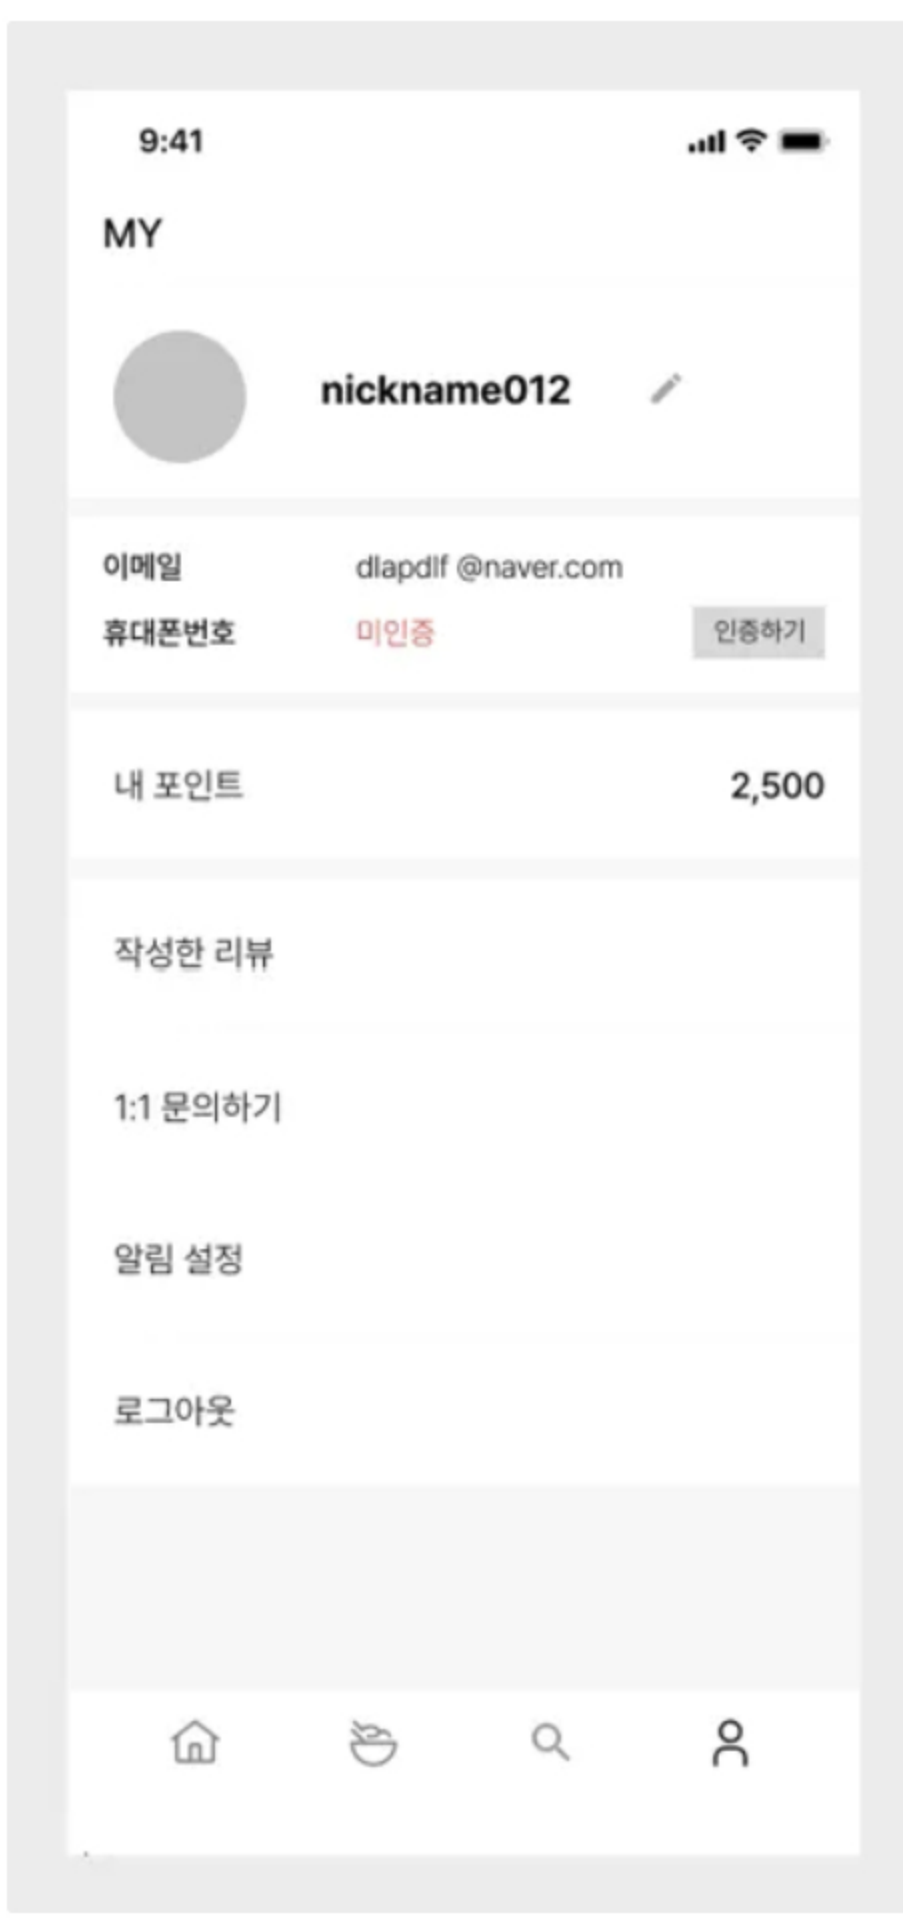 9:41
MY
nickname012
이메일 dlapdlf @naver.com
휴대폰번호 미인증 인증하기
내 포인트 2,500
작성한 리뷰
1:1 문의하기
알림 설정
로그아웃